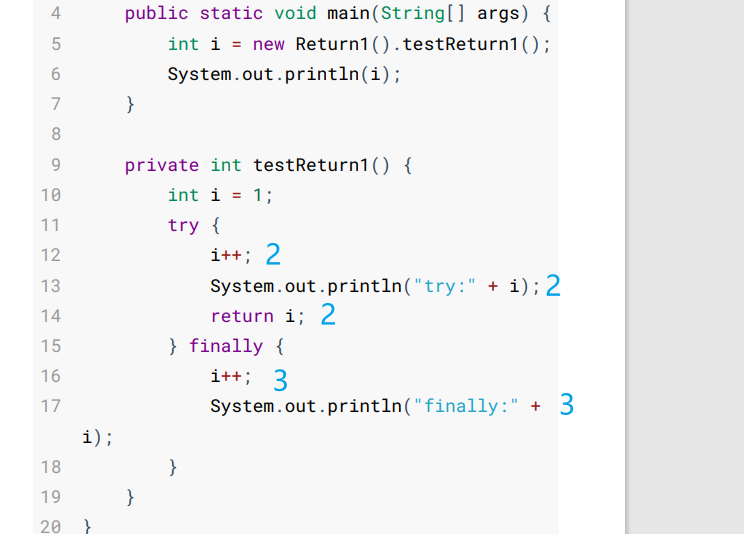 4 public static void main(String[] args) {
5 int i = new Return1().testReturn1();
6 System.out.println(i);
7 }
8
9 private int testReturn1() {
10 int i = 1;
11 try {
12 i++; 2
13 System.out.println("try:" + i); 2
14 return i; 2
15 } finally {
16 i++; 3
17 System.out.println("finally:" + 3
i);
18 }
19 }
20 }